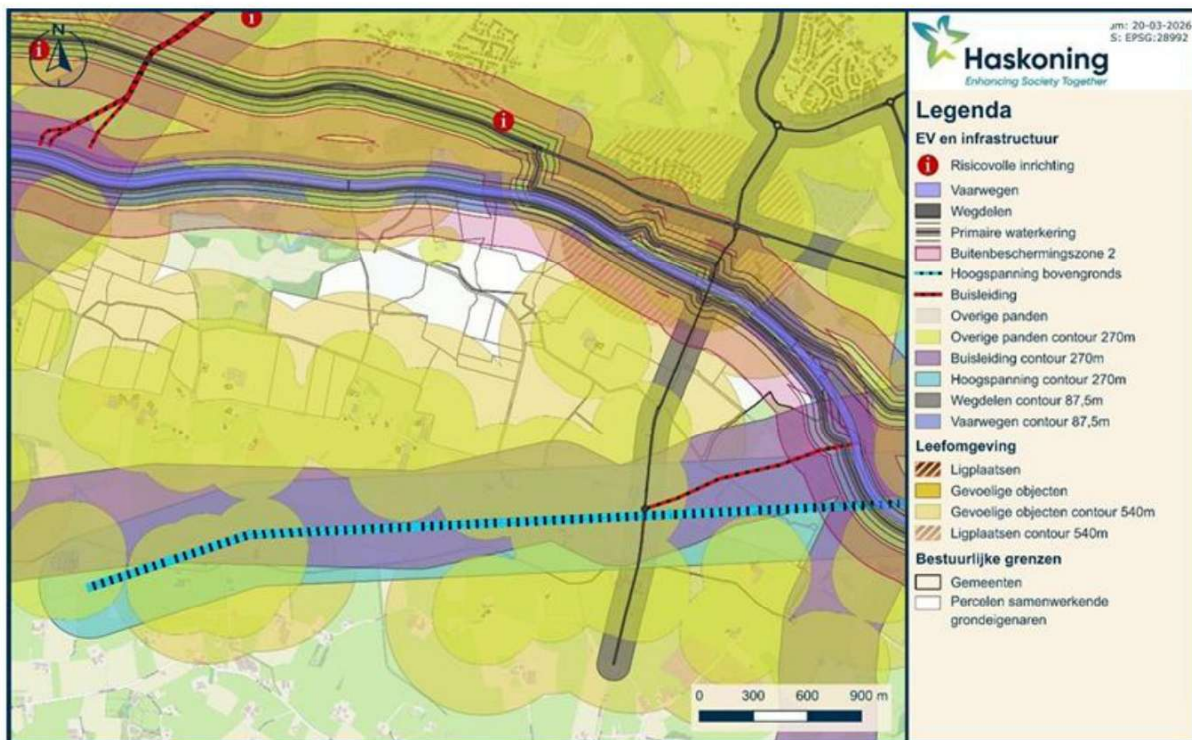 N
Haskoning
Enhancing Society Together
um: 20-03-2026
S: EPSG:28992
Legenda
EV en infrastructuur
Risicovolle inrichting
Vaarwegen
Wegdelen
Primaire waterkering
Buitenbeschermingszone 2
Hoogspanning bovengronds
Buisleiding
Overige panden
Overige panden contour 270m
Buisleiding contour 270m
Hoogspanning contour 270m
Wegdelen contour 87,5m
Vaarwegen contour 87,5m
Leefomgeving
Ligplaatsen
Gevoelige objecten
Gevoelige objecten contour 540m
Ligplaatsen contour 540m
Bestuurlijke grenzen
Gemeenten
Percelen samenwerkende
grondeigenaren
0 300 600 900 m